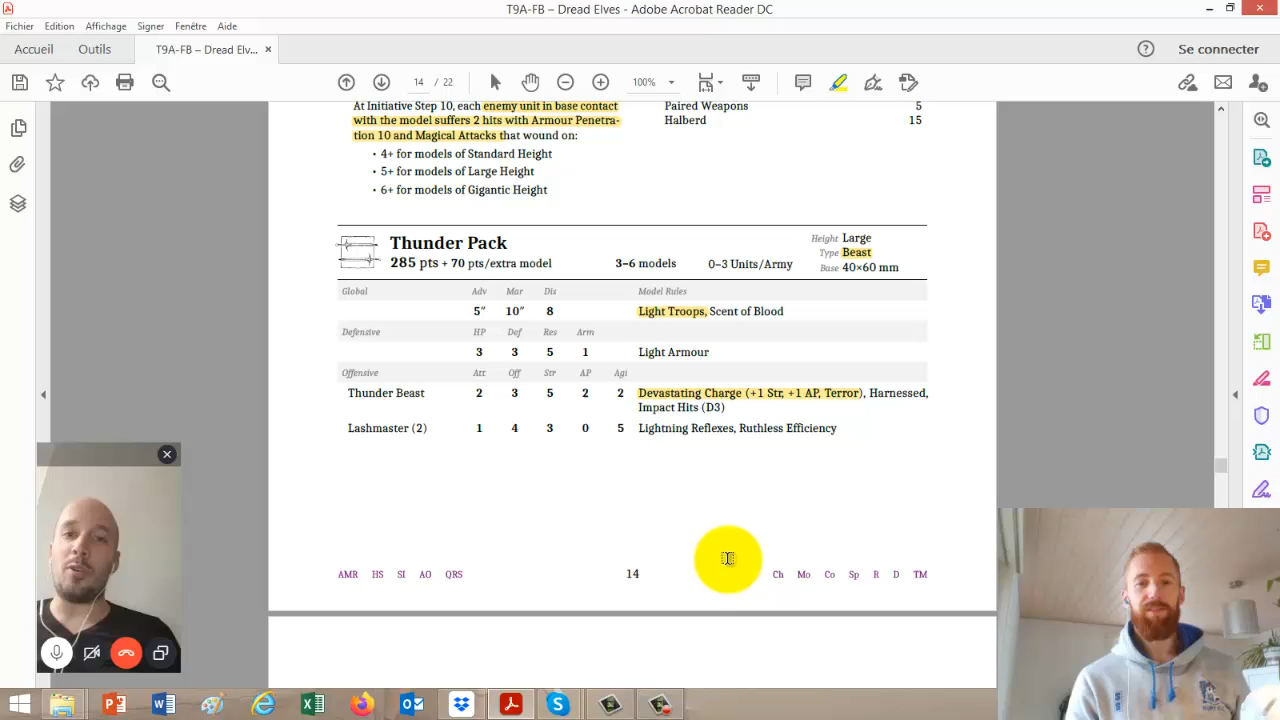 T9A-FB – Dread Elves - Adobe Acrobat Reader DC
Fichier Edition Affichage Signer Fenêtre Aide
Accueil Outils T9A-FB – Dread Elv... × Se connecter
14 / 22 100%
At Initiative Step 10, each enemy unit in base contact
with the model suffers 2 hits with Armour Penetra-
tion 10 and Magical Attacks that wound on:
• 4+ for models of Standard Height
• 5+ for models of Large Height
• 6+ for models of Gigantic Height
Paired Weapons 5
Halberd 15
Thunder Pack
285 pts + 70 pts/extra model 3–6 models 0–3 Units/Army
Height Large
Type Beast
Base 40×60 mm
Global Adv Mar Dis Model Rules
5″ 10″ 8 Light Troops, Scent of Blood
Defensive HP Def Res Arm
3 3 5 1 Light Armour
Offensive Att Off Str AP Agi
Thunder Beast 2 3 5 2 2 Devastating Charge (+1 Str, +1 AP, Terror), Harnessed,
Impact Hits (D3)
Lashmaster (2) 1 4 3 0 5 Lightning Reflexes, Ruthless Efficiency
AMR HS SI AO QRS 14 Ch Mo Co Sp R D TM